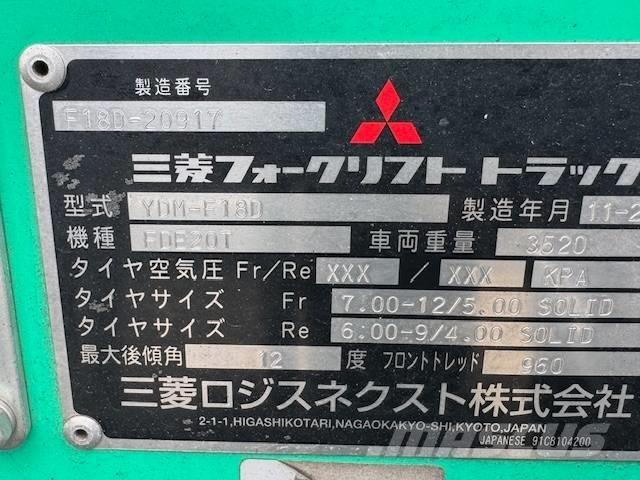 製造番号
F18D-20917
三菱フォークリフト トラック
型式 YDM-F18D 製造年月 11-2
機種 FDE20T 車両重量 3520
タイヤ空気圧 Fr/Re XXX / XXX KPA
タイヤサイズ Fr 7.00-12/5.00 SOLID
タイヤサイズ Re 6:00-9/4.00 SOLID
最大後傾角 12 度 フロントトレッド 960
三菱ロジスネクスト株式会社
2-1-1,HIGASHIKOTARI,NAGAOKAKYO-SHI,KYOTO,JAPAN
JAPANESE 91C8104200
MASCUS